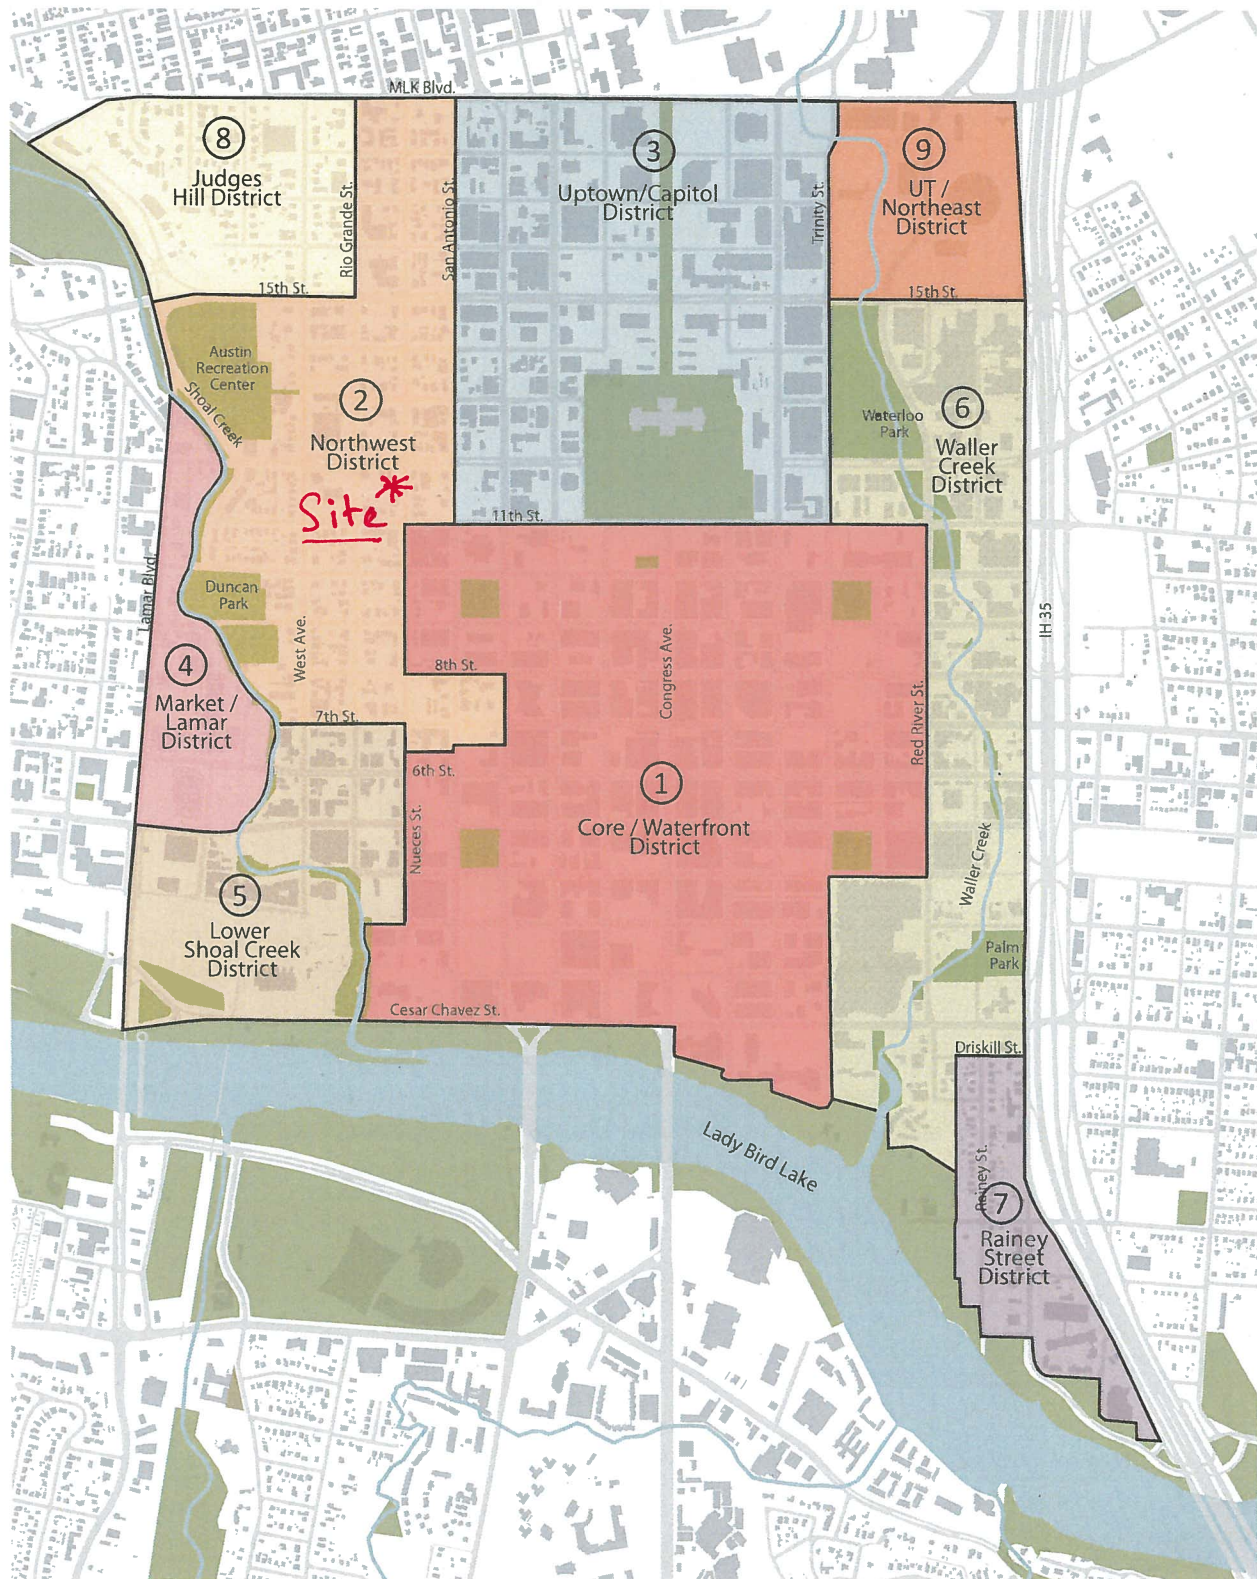 MLK Blvd.
8
Judges
Hill District
Rio Grande St.
San Antonio St.
3
Uptown/Capitol
District
Trinity St.
9
UT /
Northeast
District
15th St.
15th St.
Austin
Recreation
Center
Shoal Creek
2
Northwest
District
Site*
Waterloo
Park
6
Waller
Creek
District
11th St.
Lamar Blvd.
Duncan
Park
West Ave.
4
Market /
Lamar
District
8th St.
7th St.
6th St.
Nueces St.
Congress Ave.
1
Core / Waterfront
District
Red River St.
IH 35
Waller Creek
5
Lower
Shoal Creek
District
Palm
Park
Cesar Chavez St.
Driskill St.
Lady Bird Lake
Rainey St.
7
Rainey
Street
District